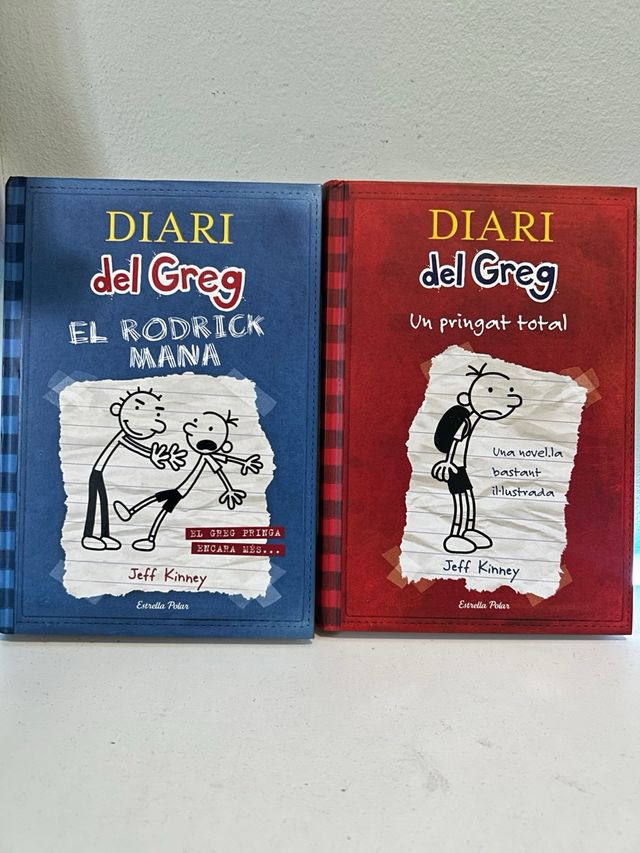 DIARI
del Greg
EL RODRICK
MANA
EL GREG PRINGA
ENCARA MÉS...
Jeff Kinney
Estrella Polar
DIARI
del Greg
Un pringat total
Una novel.la
bastant
il·lustrada
Jeff Kinney
Estrella Polar